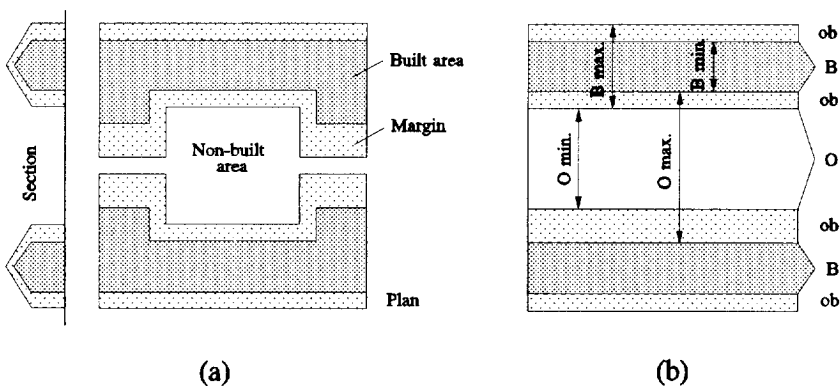 Section
Built area
Margin
Non-built
area
Plan
(a)
B max.
B min.
O min.
O max.
ob
B
ob
O
ob
B
ob
(b)